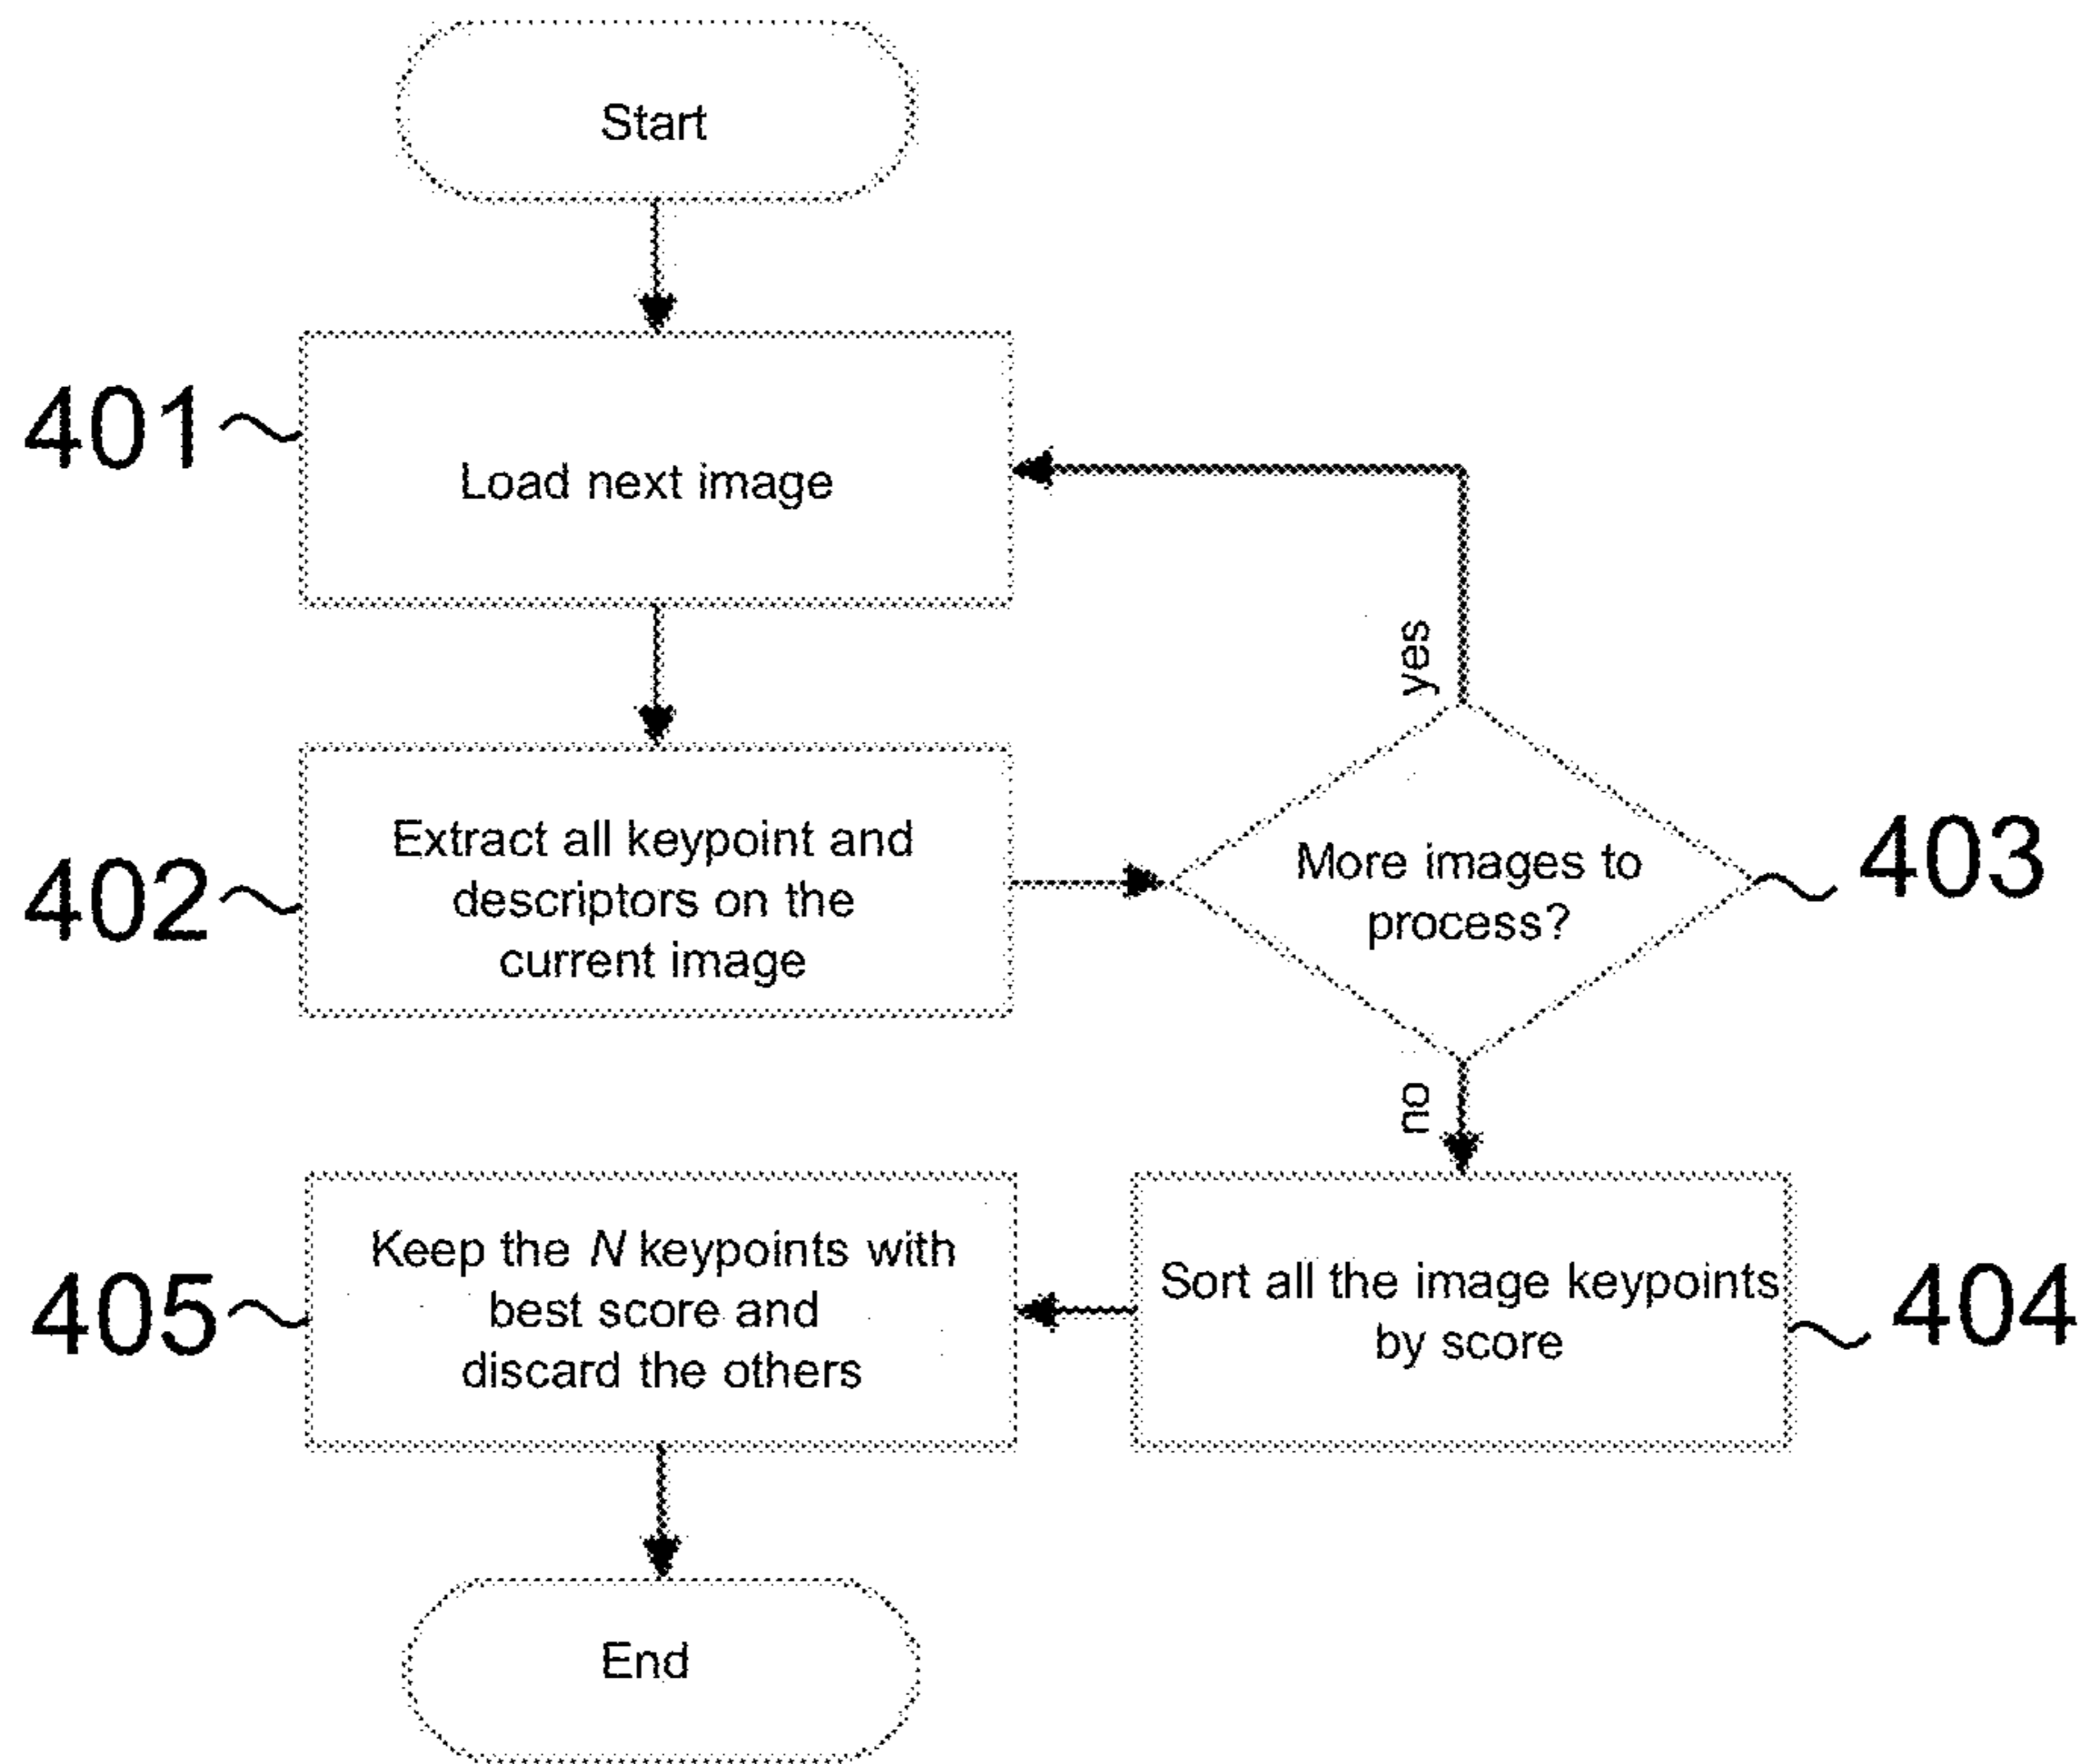 Start
401
Load next image
yes
402
Extract all keypoint and
descriptors on the
current image
More images to
process?
403
no
404
Sort all the image keypoints
by score
405
Keep the N keypoints with
best score and
discard the others
End